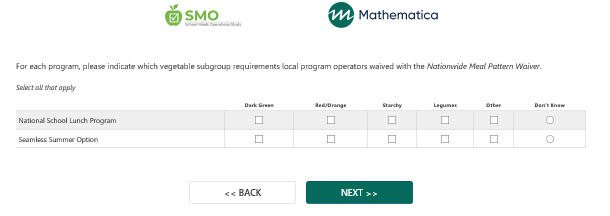 SMO
School Meals Operations Study
Mathematica
For each program, please indicate which vegetable subgroup requirements local program operators waived with the Nationwide Meal Pattern Waiver.
Select all that apply
Dark Green Red/Orange Starchy Legumes Other Don't Know
National School Lunch Program
Seamless Summer Option
<< BACK NEXT >>